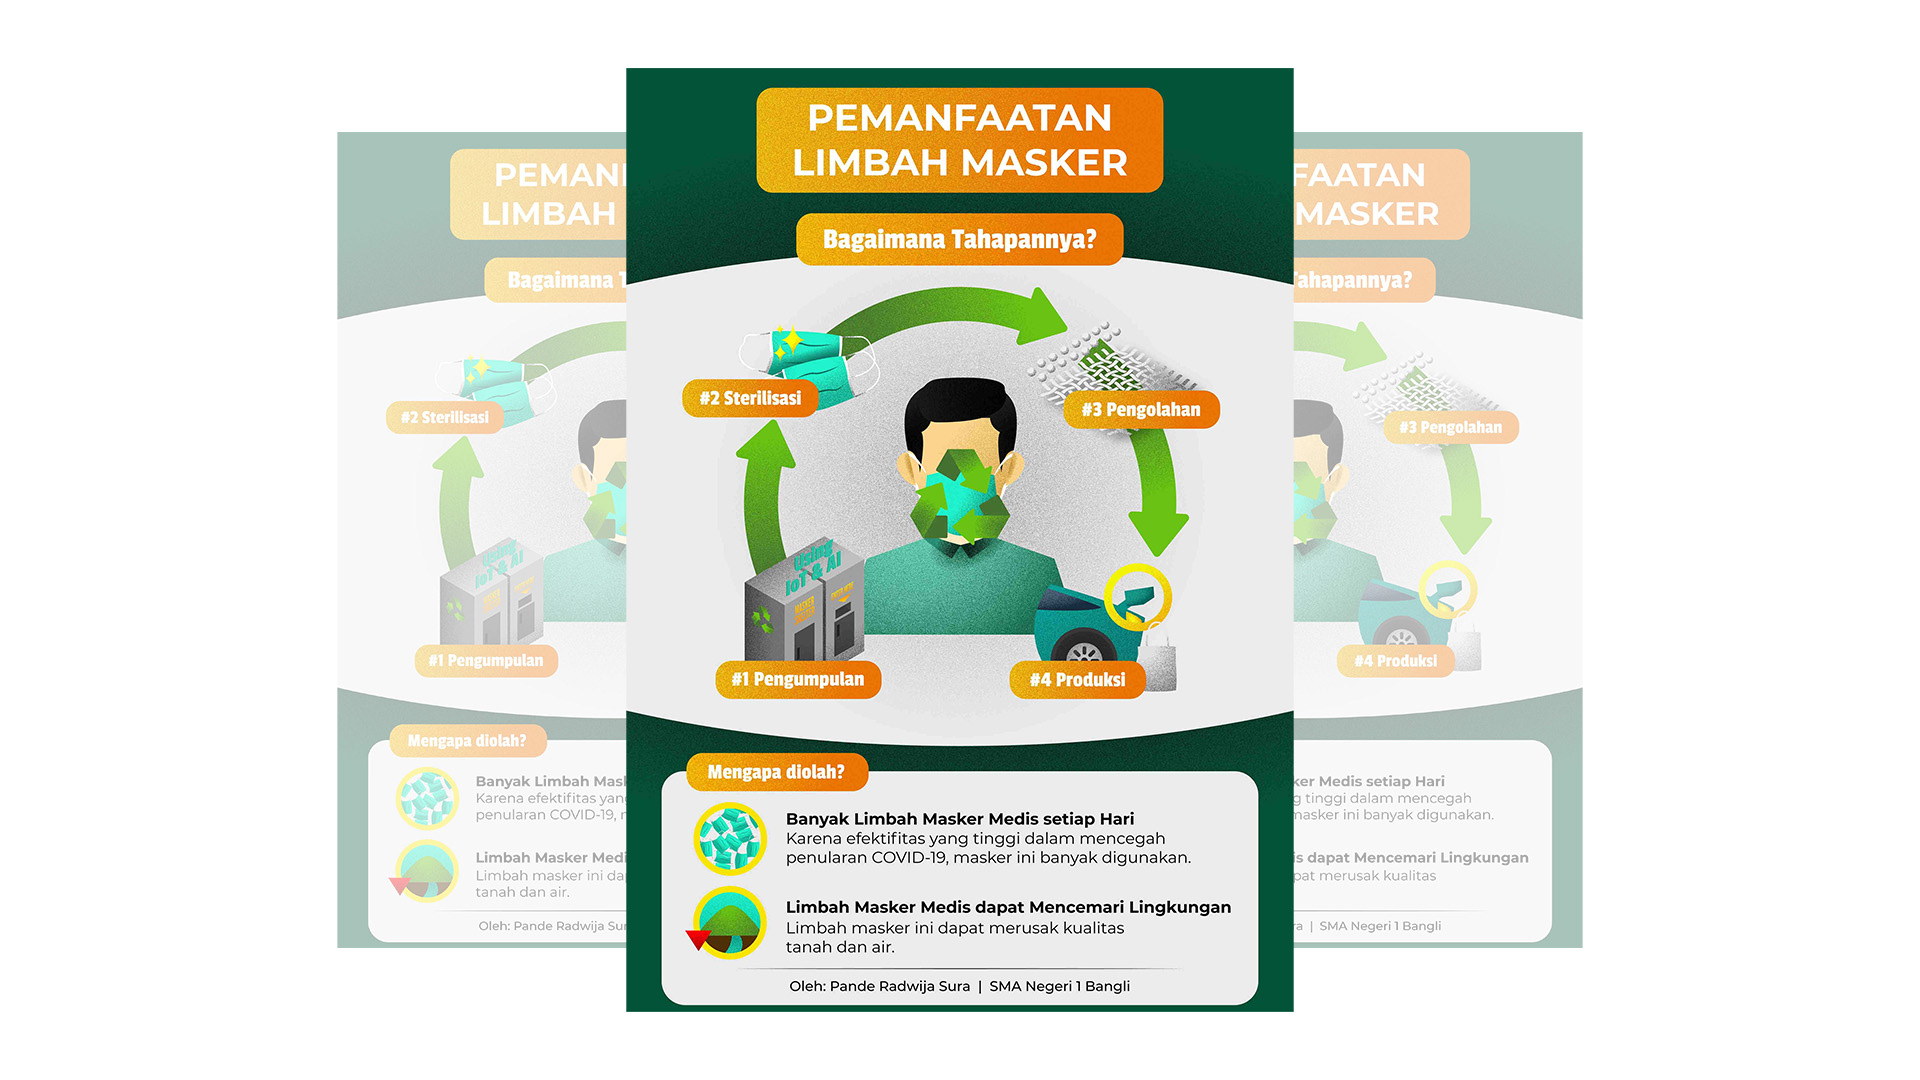 PEMANFAATAN
LIMBAH MASKER
Bagaimana Tahapannya?
#2 Sterilisasi
#3 Pengolahan
Using
IoT & AI
#1 Pengumpulan
#4 Produksi
Mengapa diolah?
Banyak Limbah Masker Medis setiap Hari
Karena efektifitas yang tinggi dalam mencegah
penularan COVID-19, masker ini banyak digunakan.
Limbah Masker Medis dapat Mencemari Lingkungan
Limbah masker ini dapat merusak kualitas
tanah dan air.
Oleh: Pande Radwija Sura | SMA Negeri 1 Bangli
PEMAN
LIMBAH
Bagaimana T
#2 Sterilisasi
Using
IoT & AI
#1 Pengumpulan
Mengapa diolah?
Banyak Limbah Mask
Karena efektifitas yan
penularan COVID-19,
Limbah Masker Medi
Limbah masker ini da
tanah dan air.
Oleh: Pande Radwija Sur
FAATAN
MASKER
ahapannya?
#3 Pengolahan
#4 Produksi
ker Medis setiap Hari
g tinggi dalam mencegah
masker ini banyak digunakan.
is dapat Mencemari Lingkungan
pat merusak kualitas
ra | SMA Negeri 1 Bangli